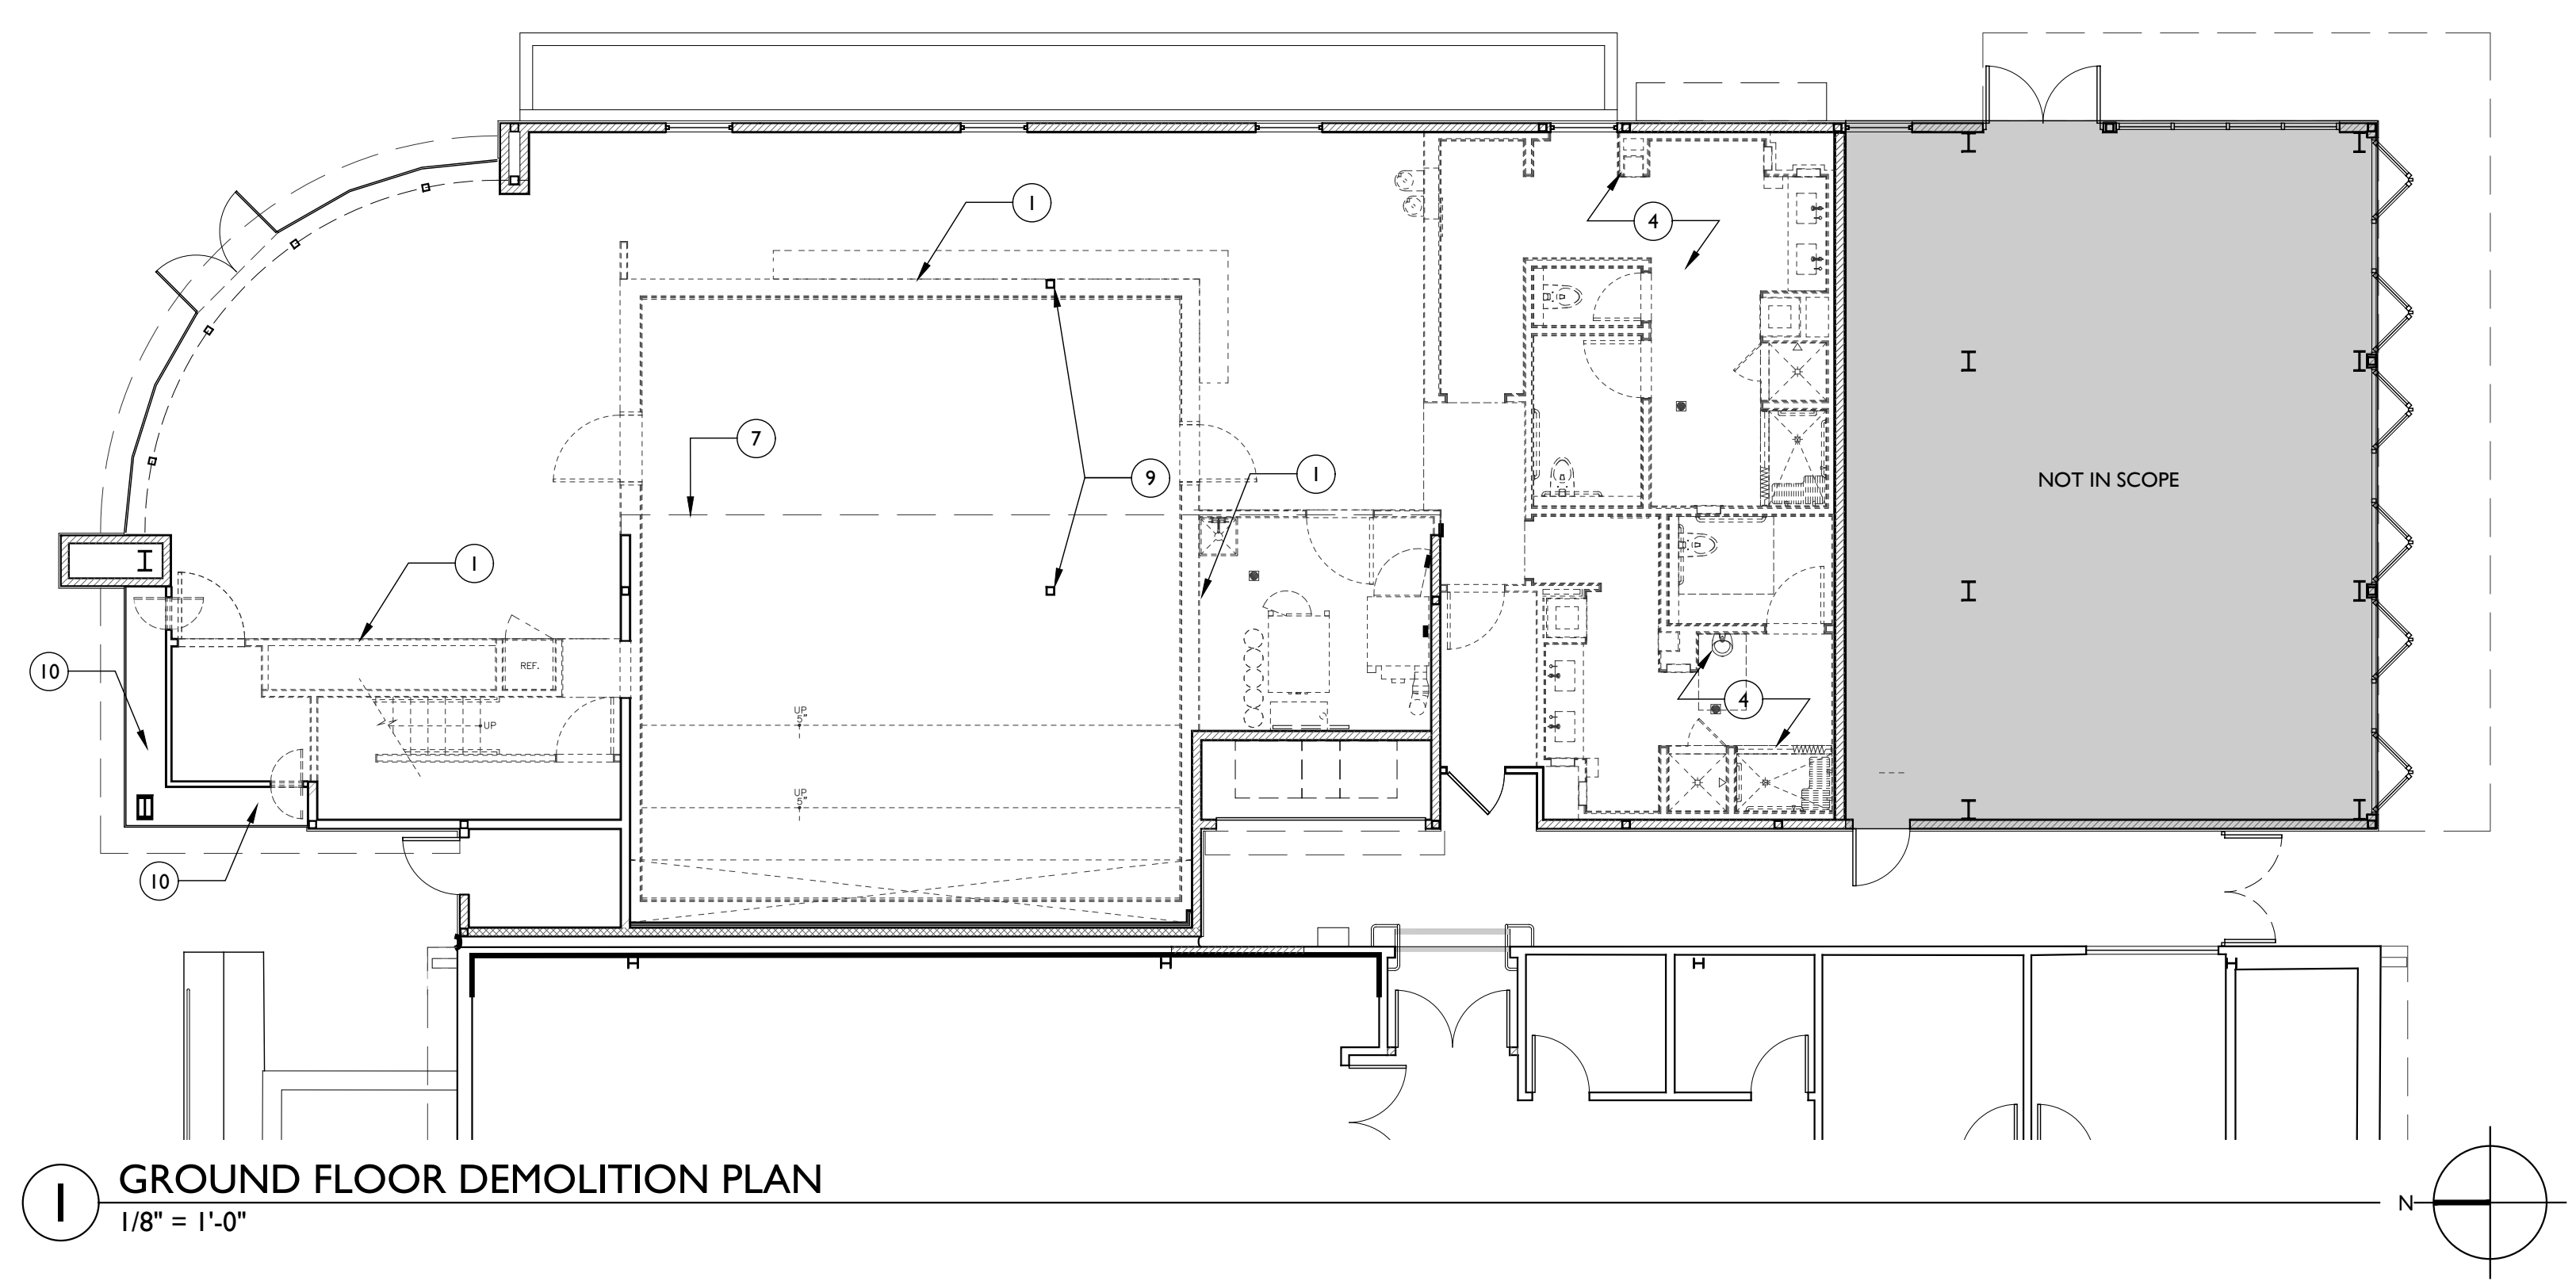 1
4
7
9
1
NOT IN SCOPE
1
10
REF.
UP
4
UP
5"
UP
5"
10
1
GROUND FLOOR DEMOLITION PLAN
1/8" = 1'-0"
N